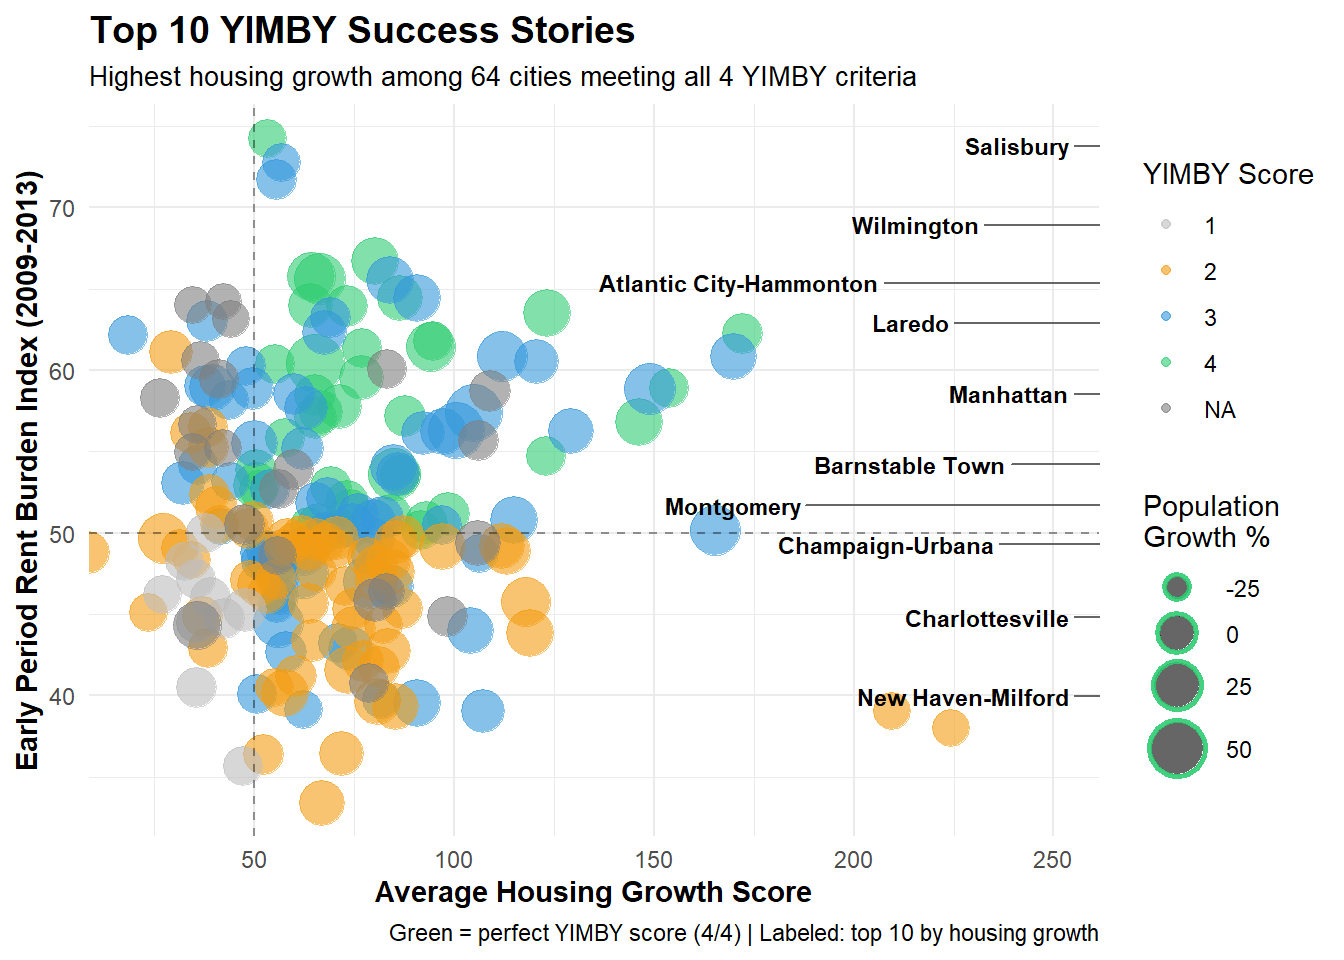 Top 10 YIMBY Success Stories
Highest housing growth among 64 cities meeting all 4 YIMBY criteria
Early Period Rent Burden Index (2009-2013)
70
60
50
40
Salisbury
Wilmington
Atlantic City-Hammonton
Laredo
Manhattan
Barnstable Town
Montgomery
Champaign-Urbana
Charlottesville
New Haven-Milford
50
100
150
200
250
Average Housing Growth Score
Green = perfect YIMBY score (4/4) | Labeled: top 10 by housing growth
YIMBY Score
1
2
3
4
NA
Population
Growth %
-25
0
25
50